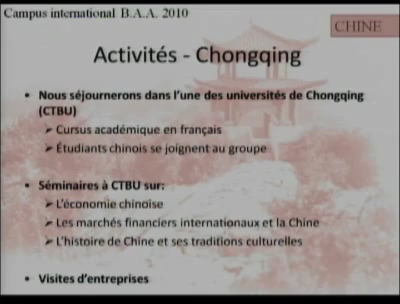 Campus international B.A.A. 2010
CHINE
Activités - Chongqing
• Nous séjournerons dans l'une des universités de Chongqing
(CTBU)
➢ Cursus académique en français
➢ Étudiants chinois se joignent au groupe
• Séminaires à CTBU sur:
➢ L'économie chinoise
➢ Les marchés financiers internationaux et la Chine
➢ L'histoire de Chine et ses traditions culturelles
• Visites d'entreprises